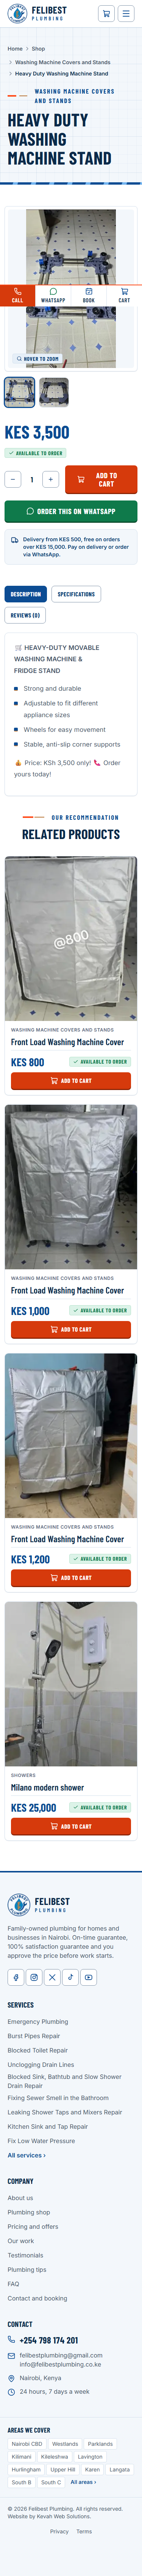 FELIBEST
PLUMBING
Home > Shop
> Washing Machine Covers and Stands
> Heavy Duty Washing Machine Stand
WASHING MACHINE COVERS
AND STANDS
HEAVY DUTY
WASHING
MACHINE STAND
CALL
WHATSAPP
BOOK
CART
HOVER TO ZOOM
KES 3,500
AVAILABLE TO ORDER
− 1 +
ADD TO
CART
ORDER THIS ON WHATSAPP
Delivery from KES 500, free on orders
over KES 15,000. Pay on delivery or order
via WhatsApp.
DESCRIPTION
SPECIFICATIONS
REVIEWS (0)
🛒 HEAVY-DUTY MOVABLE
WASHING MACHINE &
FRIDGE STAND
Strong and durable
Adjustable to fit different
appliance sizes
Wheels for easy movement
Stable, anti-slip corner supports
💰 Price: KSh 3,500 only! 📞 Order
yours today!
OUR RECOMMENDATION
RELATED PRODUCTS
@800
WASHING MACHINE COVERS AND STANDS
Front Load Washing Machine Cover
KES 800
AVAILABLE TO ORDER
ADD TO CART
WASHING MACHINE COVERS AND STANDS
Front Load Washing Machine Cover
KES 1,000
AVAILABLE TO ORDER
ADD TO CART
WASHING MACHINE COVERS AND STANDS
Front Load Washing Machine Cover
KES 1,200
AVAILABLE TO ORDER
ADD TO CART
SHOWERS
Milano modern shower
KES 25,000
AVAILABLE TO ORDER
ADD TO CART
FELIBEST
PLUMBING
Family-owned plumbing for homes and
businesses in Nairobi. On-time guarantee,
100% satisfaction guarantee and you
approve the price before work starts.
SERVICES
Emergency Plumbing
Burst Pipes Repair
Blocked Toilet Repair
Unclogging Drain Lines
Blocked Sink, Bathtub and Slow Shower
Drain Repair
Fixing Sewer Smell in the Bathroom
Leaking Shower Taps and Mixers Repair
Kitchen Sink and Tap Repair
Fix Low Water Pressure
All services ›
COMPANY
About us
Plumbing shop
Pricing and offers
Our work
Testimonials
Plumbing tips
FAQ
Contact and booking
CONTACT
+254 798 174 201
felibestplumbing@gmail.com
info@felibestplumbing.co.ke
Nairobi, Kenya
24 hours, 7 days a week
AREAS WE COVER
Nairobi CBD
Westlands
Parklands
Kilimani
Kileleshwa
Lavington
Hurlingham
Upper Hill
Karen
Langata
South B
South C
All areas ›
© 2026 Felibest Plumbing. All rights reserved.
Website by Kevah Web Solutions.
Privacy
Terms